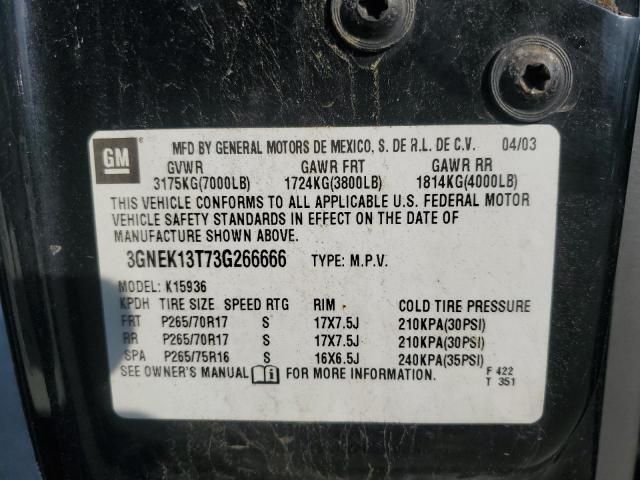 GM
MFD BY GENERAL MOTORS DE MEXICO, S. DE R.L. DE C.V. 04/03
GVWR GAWR FRT GAWR RR
3175KG(7000LB) 1724KG(3800LB) 1814KG(4000LB)
THIS VEHICLE CONFORMS TO ALL APPLICABLE U.S. FEDERAL MOTOR
VEHICLE SAFETY STANDARDS IN EFFECT ON THE DATE OF
MANUFACTURE SHOWN ABOVE.
3GNEK13T73G266666 TYPE: M.P.V.
MODEL: K15936
KPDH TIRE SIZE SPEED RTG RIM COLD TIRE PRESSURE
FRT P265/70R17 S 17X7.5J 210KPA(30PSI)
RR P265/70R17 S 17X7.5J 210KPA(30PSI)
SPA P265/75R16 S 16X6.5J 240KPA(35PSI)
SEE OWNER'S MANUAL FOR MORE INFORMATION. F 422
T 351